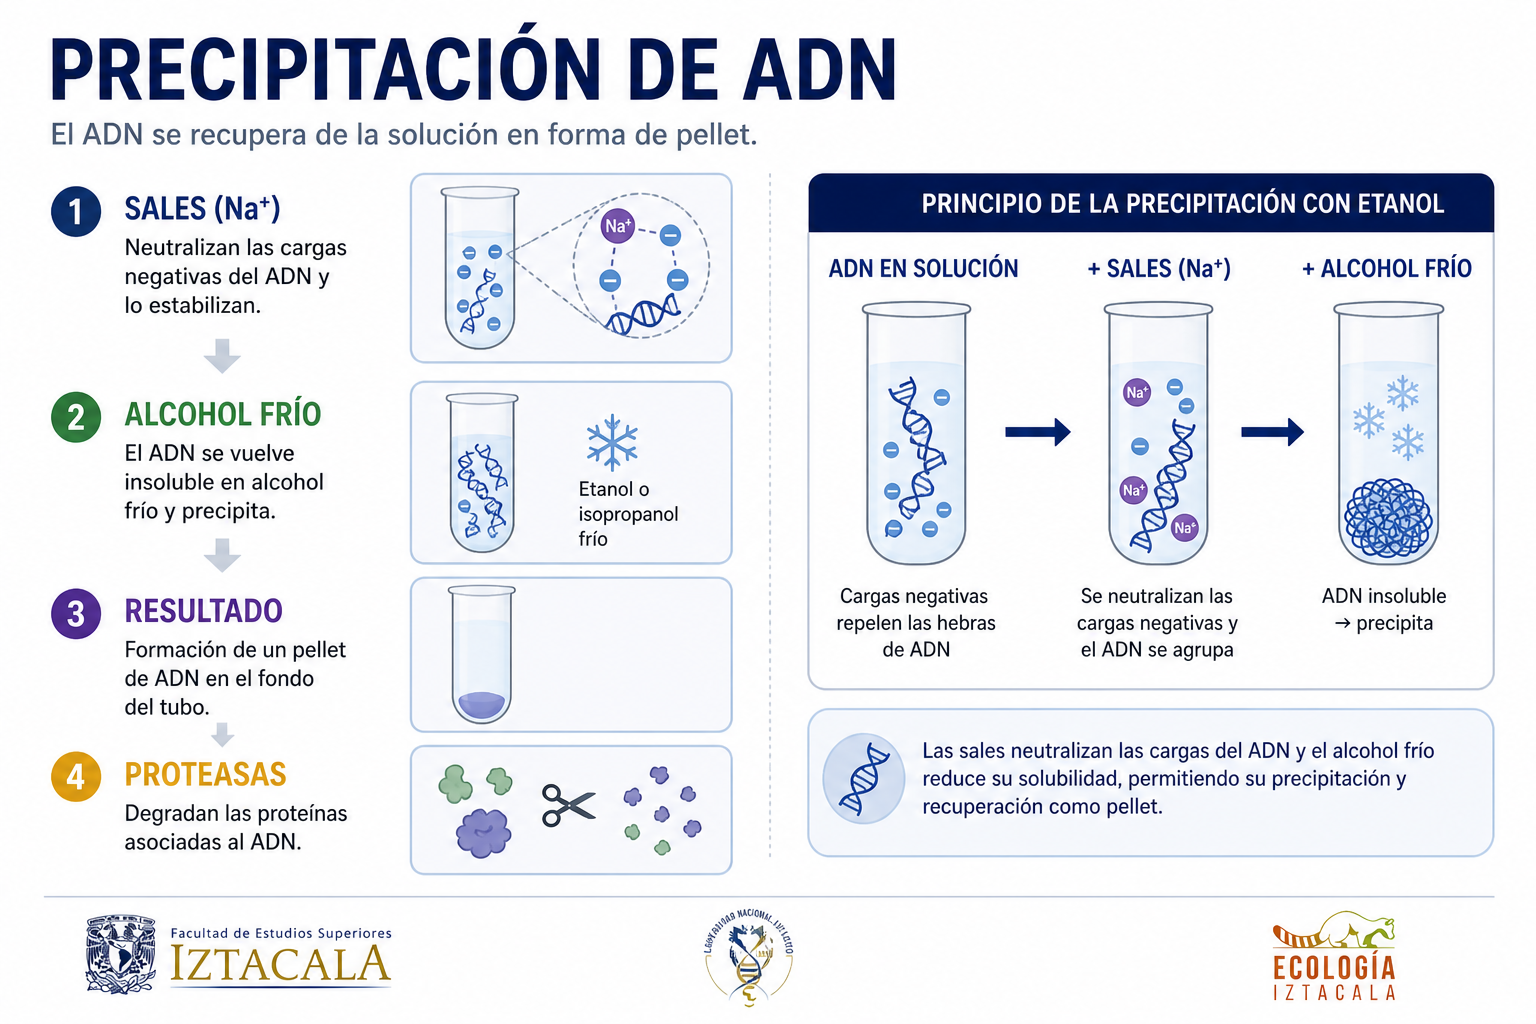 PRECIPITACIÓN DE ADN
El ADN se recupera de la solución en forma de pellet.
1
SALES (Na⁺)
Neutralizan las cargas
negativas del ADN y
lo estabilizan.
Na⁺
2
ALCOHOL FRÍO
El ADN se vuelve
insoluble en alcohol
frío y precipita.
Etanol o
isopropanol
frío
3
RESULTADO
Formación de un pellet
de ADN en el fondo
del tubo.
4
PROTEASAS
Degradan las proteínas
asociadas al ADN.
PRINCIPIO DE LA PRECIPITACIÓN CON ETANOL
ADN EN SOLUCIÓN
+ SALES (Na⁺)
+ ALCOHOL FRÍO
Na⁺
Na⁺
Na
Cargas negativas
repelen las hebras
de ADN
Se neutralizan las
cargas negativas y
el ADN se agrupa
ADN insoluble
→ precipita
Las sales neutralizan las cargas del ADN y el alcohol frío
reduce su solubilidad, permitiendo su precipitación y
recuperación como pellet.
Facultad de Estudios Superiores
IZTACALA
NACIONAL
ECOLOGÍA
IZTACALA